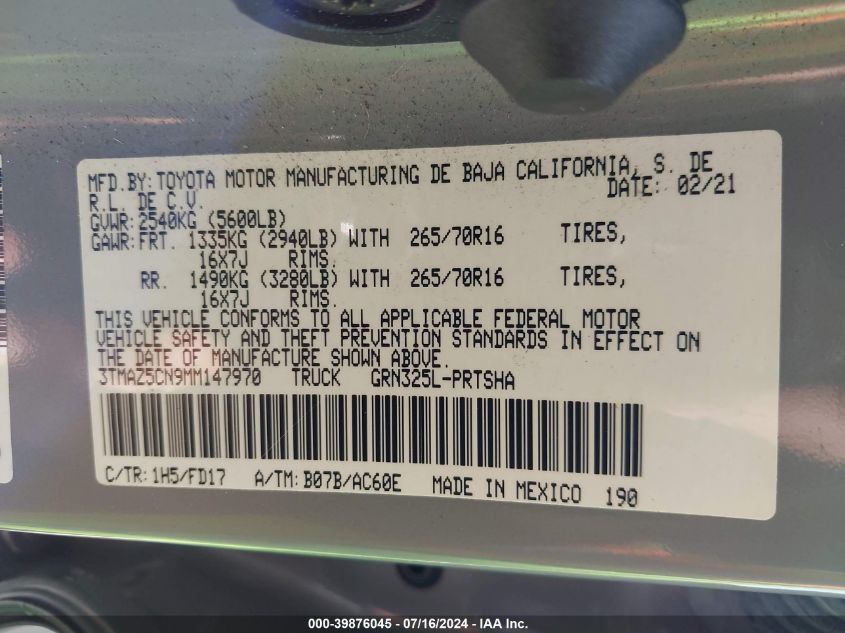 MFD.BY: TOYOTA MOTOR MANUFACTURING DE BAJA CALIFORNIA, S. DE
R.L. DE C.V. DATE: 02/21
GVWR: 2540KG (5600LB)
GAWR: FRT. 1335KG (2940LB) WITH 265/70R16 TIRES,
16X7J RIMS.
RR. 1490KG (3280LB) WITH 265/70R16 TIRES,
16X7J RIMS.
THIS VEHICLE CONFORMS TO ALL APPLICABLE FEDERAL MOTOR
VEHICLE SAFETY AND THEFT PREVENTION STANDARDS IN EFFECT ON
THE DATE OF MANUFACTURE SHOWN ABOVE.
3TMAZ5CN9MM147970 TRUCK GRN325L-PRTSHA
C/TR: 1H5/FD17 A/TM: B07B/AC60E MADE IN MEXICO 190
000-39876045 - 07/16/2024 - IAAI, Inc.